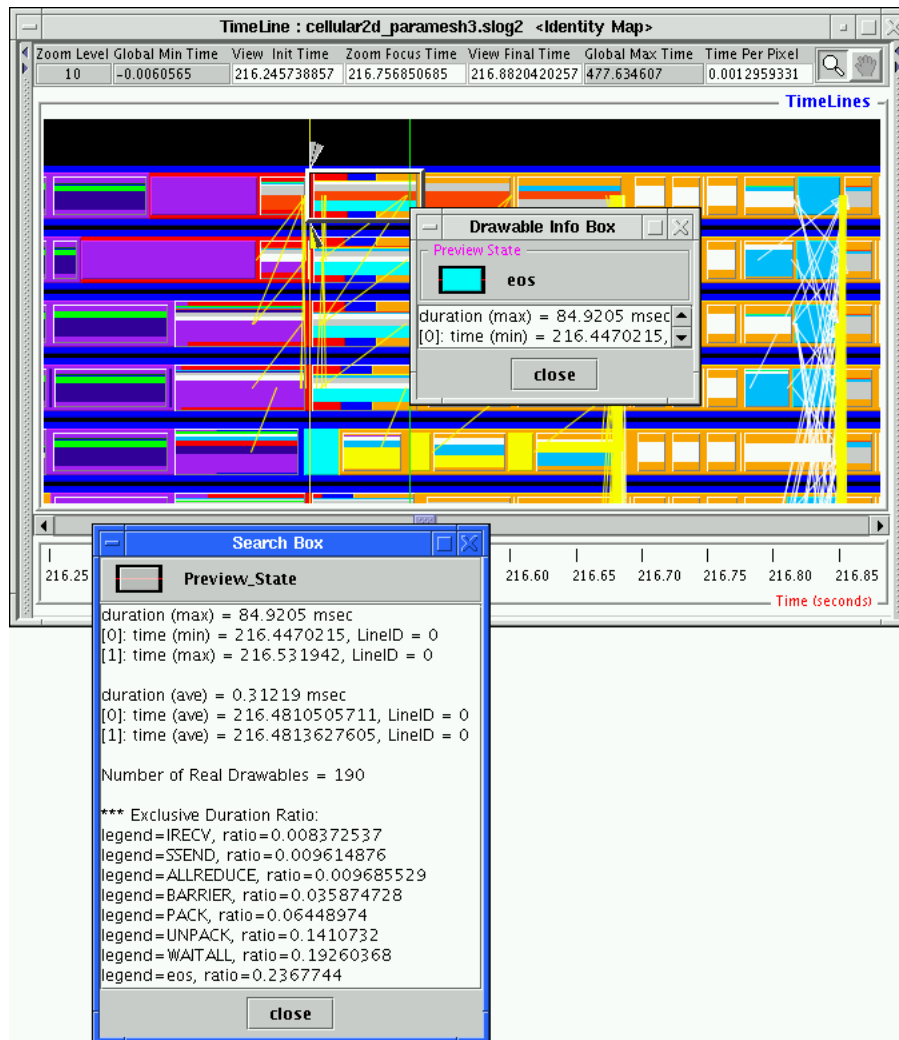 TimeLine : cellular2d_paramesh3.slog2 <Identity Map>
Zoom Level Global Min Time View Init Time Zoom Focus Time View Final Time Global Max Time Time Per Pixel
10 -0.0060565 216.245738857 216.756850685 216.8820420257 477.634607 0.0012959331
TimeLines
Drawable Info Box
Preview State
eos
duration (max) = 84.9205 msec
[0]: time (min) = 216.4470215,
close
216.25 216.60 216.65 216.70 216.75 216.80 216.85
Time (seconds)
Search Box
Preview_State
duration (max) = 84.9205 msec
[0]: time (min) = 216.4470215, LineID = 0
[1]: time (max) = 216.531942, LineID = 0
duration (ave) = 0.31219 msec
[0]: time (ave) = 216.4810505711, LineID = 0
[1]: time (ave) = 216.4813627605, LineID = 0
Number of Real Drawables = 190
*** Exclusive Duration Ratio:
legend=IRECV, ratio=0.008372537
legend=SSEND, ratio=0.009614876
legend=ALLREDUCE, ratio=0.009685529
legend=BARRIER, ratio=0.035874728
legend=PACK, ratio=0.06448974
legend=UNPACK, ratio=0.1410732
legend=WAITALL, ratio=0.19260368
legend=eos, ratio=0.2367744
close